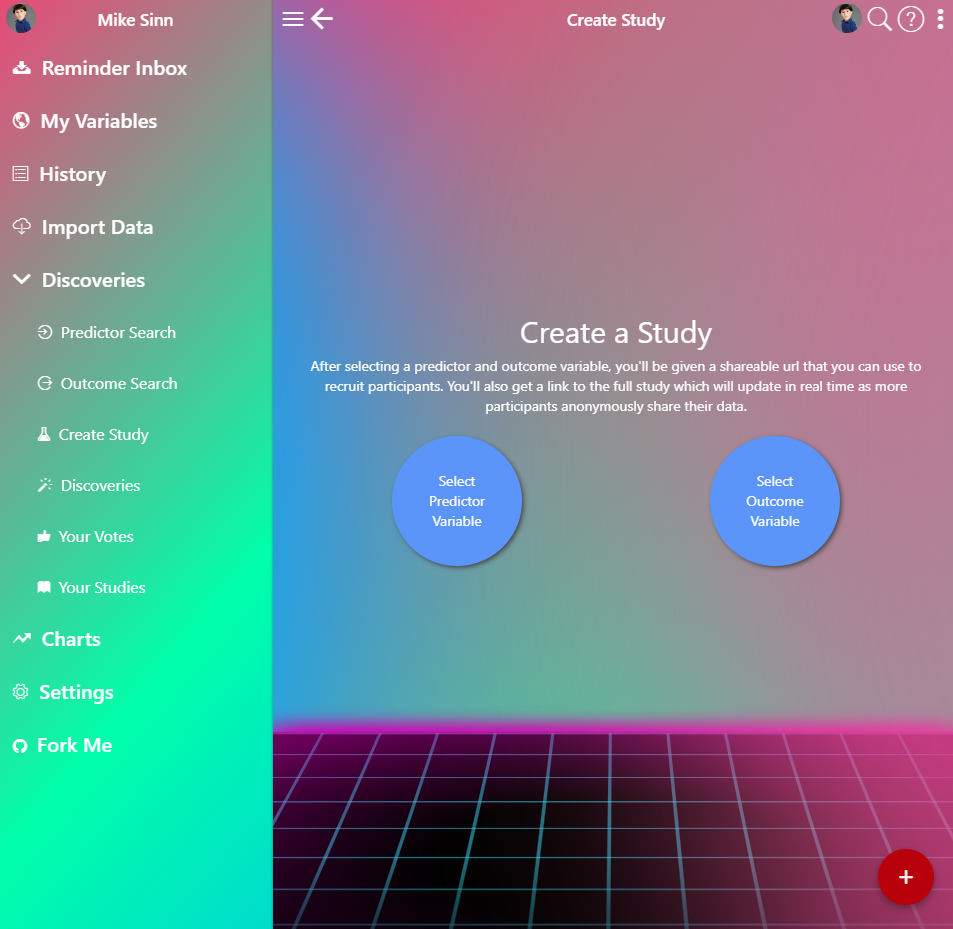 Mike Sinn
Reminder Inbox
My Variables
History
Import Data
Discoveries
Predictor Search
Outcome Search
Create Study
Discoveries
Your Votes
Your Studies
Charts
Settings
Fork Me
Create Study
?
Create a Study
After selecting a predictor and outcome variable, you'll be given a shareable url that you can use to
recruit participants. You'll also get a link to the full study which will update in real time as more
participants anonymously share their data.
Select
Predictor
Variable
Select
Outcome
Variable
+